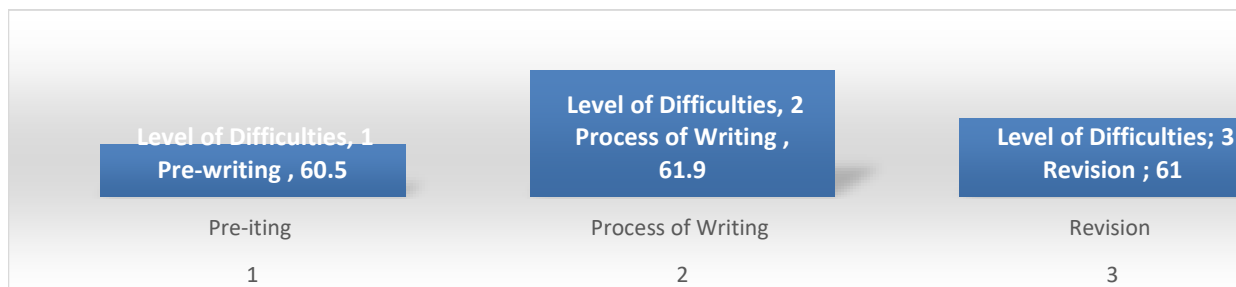 Level of Difficulties, 1
Pre-writing , 60.5
Level of Difficulties, 2
Process of Writing ,
61.9
Level of Difficulties; 3
Revision ; 61
Pre-iting
Process of Writing
Revision
1
2
3